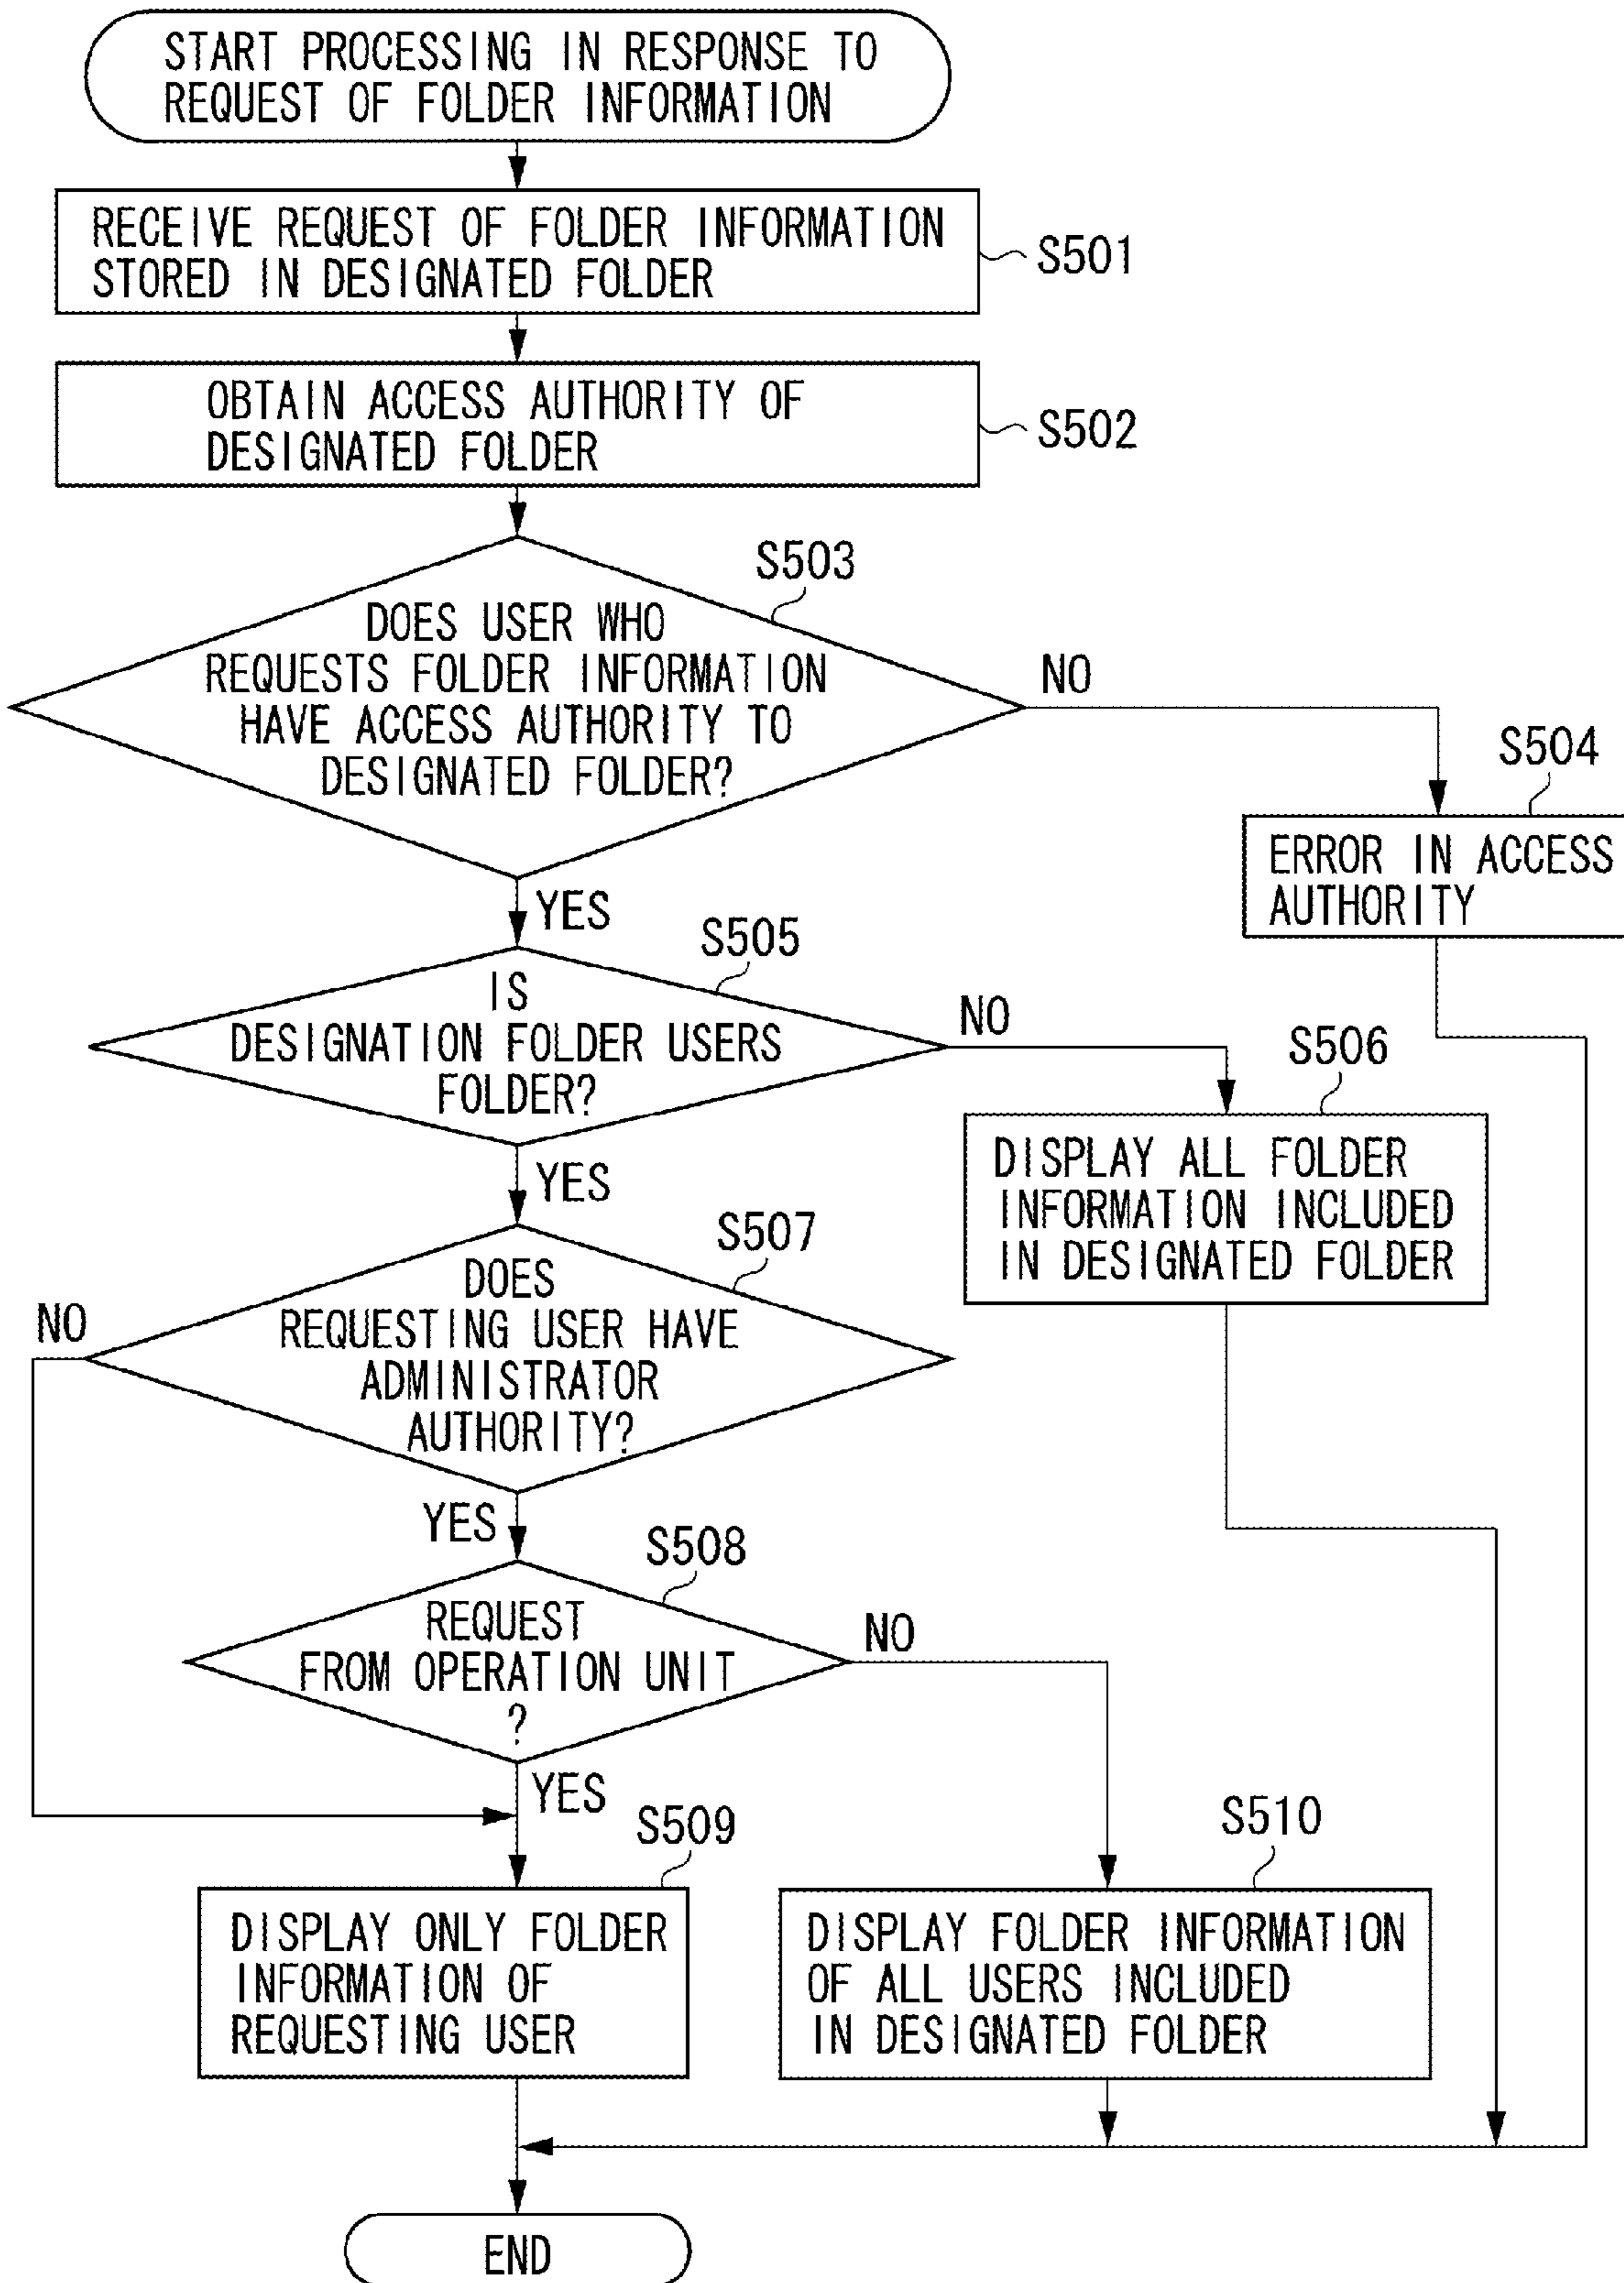 START PROCESSING IN RESPONSE TO
REQUEST OF FOLDER INFORMATION
RECEIVE REQUEST OF FOLDER INFORMATION
STORED IN DESIGNATED FOLDER
S501
OBTAIN ACCESS AUTHORITY OF
DESIGNATED FOLDER
S502
S503
DOES USER WHO
REQUESTS FOLDER INFORMATION
HAVE ACCESS AUTHORITY TO
DESIGNATED FOLDER?
NO
S504
ERROR IN ACCESS
AUTHORITY
YES
S505
IS
DESIGNATION FOLDER USERS
FOLDER?
NO
S506
DISPLAY ALL FOLDER
INFORMATION INCLUDED
IN DESIGNATED FOLDER
YES
S507
DOES
REQUESTING USER HAVE
ADMINISTRATOR
AUTHORITY?
NO
YES
S508
REQUEST
FROM OPERATION UNIT
?
NO
YES
S509
DISPLAY ONLY FOLDER
INFORMATION OF
REQUESTING USER
S510
DISPLAY FOLDER INFORMATION
OF ALL USERS INCLUDED
IN DESIGNATED FOLDER
END